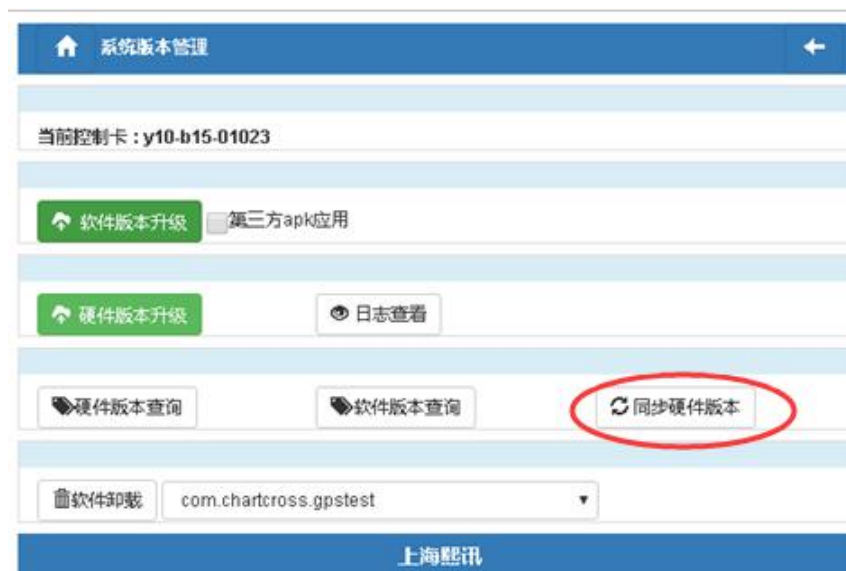 系统版本管理
当前控制卡：y10-b15-01023
软件版本升级 第三方apk应用
硬件版本升级 日志查看
硬件版本查询 软件版本查询 同步硬件版本
软件卸载 com.chartcross.gpstest
上海熙讯